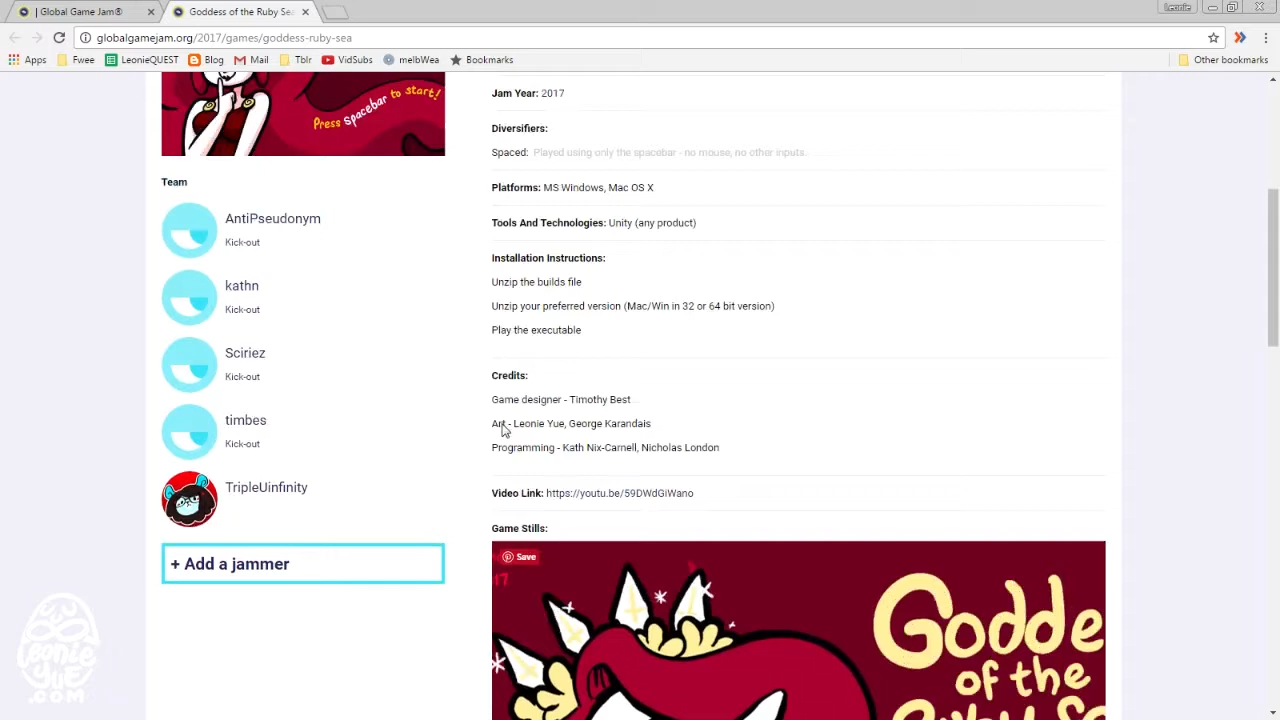 | Global Game Jam®
Goddess of the Ruby Sea
globalgamejam.org/2017/games/goddess-ruby-sea
Apps
Fwee
LeonieQUEST
Blog
Mail
Tblr
VidSubs
melbWea
Bookmarks
Other bookmarks
Press spacebar to start!
Team
AntiPseudonym
Kick-out
kathn
Kick-out
Sciriez
Kick-out
timbes
Kick-out
TripleUinfinity
+ Add a jammer
Jam Year: 2017
Diversifiers:
Spaced: Played using only the spacebar - no mouse, no other inputs.
Platforms: MS Windows, Mac OS X
Tools And Technologies: Unity (any product)
Installation Instructions:
Unzip the builds file
Unzip your preferred version (Mac/Win in 32 or 64 bit version)
Play the executable
Credits:
Game designer - Timothy Best
Art - Leonie Yue, George Karandais
Programming - Kath Nix-Carnell, Nicholas London
Video Link: https://youtu.be/59DWdGiWano
Game Stills:
Save
17
Godde
of the
Leonie
Yue
.COM